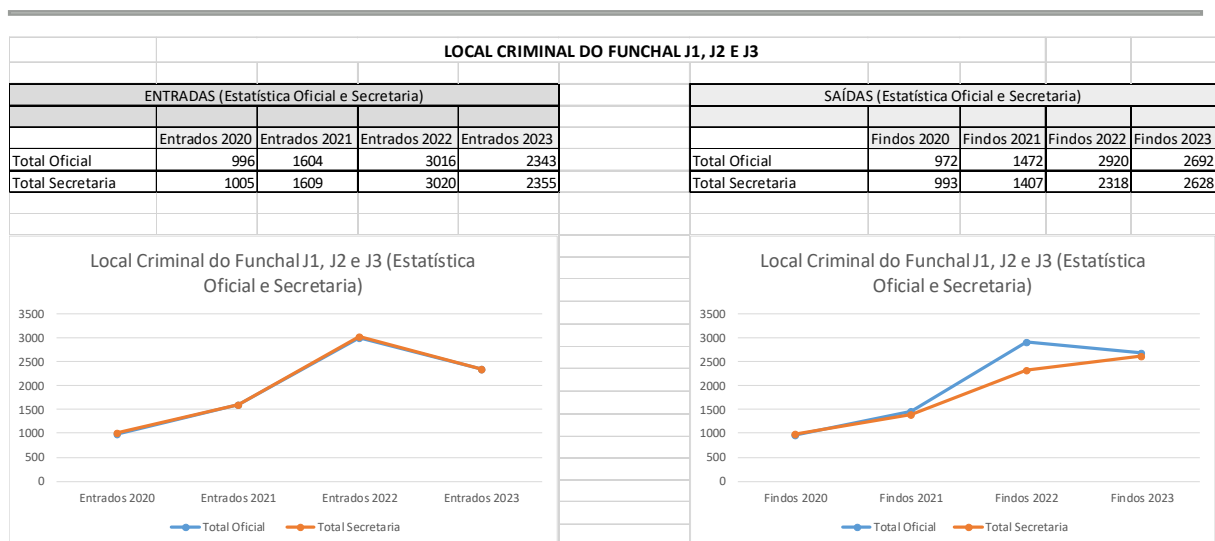 LOCAL CRIMINAL DO FUNCHAL J1, J2 E J3
ENTRADAS (Estatística Oficial e Secretaria)
Entrados 2020 Entrados 2021 Entrados 2022 Entrados 2023
Total Oficial 996 1604 3016 2343
Total Secretaria 1005 1609 3020 2355
SAÍDAS (Estatística Oficial e Secretaria)
Findos 2020 Findos 2021 Findos 2022 Findos 2023
Total Oficial 972 1472 2920 2692
Total Secretaria 993 1407 2318 2628
Local Criminal do Funchal J1, J2 e J3 (Estatística
Oficial e Secretaria)
3500
3000
2500
2000
1500
1000
500
0
Entrados 2020 Entrados 2021 Entrados 2022 Entrados 2023
Total Oficial Total Secretaria
Local Criminal do Funchal J1, J2 e J3 (Estatística
Oficial e Secretaria)
3500
3000
2500
2000
1500
1000
500
0
Findos 2020 Findos 2021 Findos 2022 Findos 2023
Total Oficial Total Secretaria